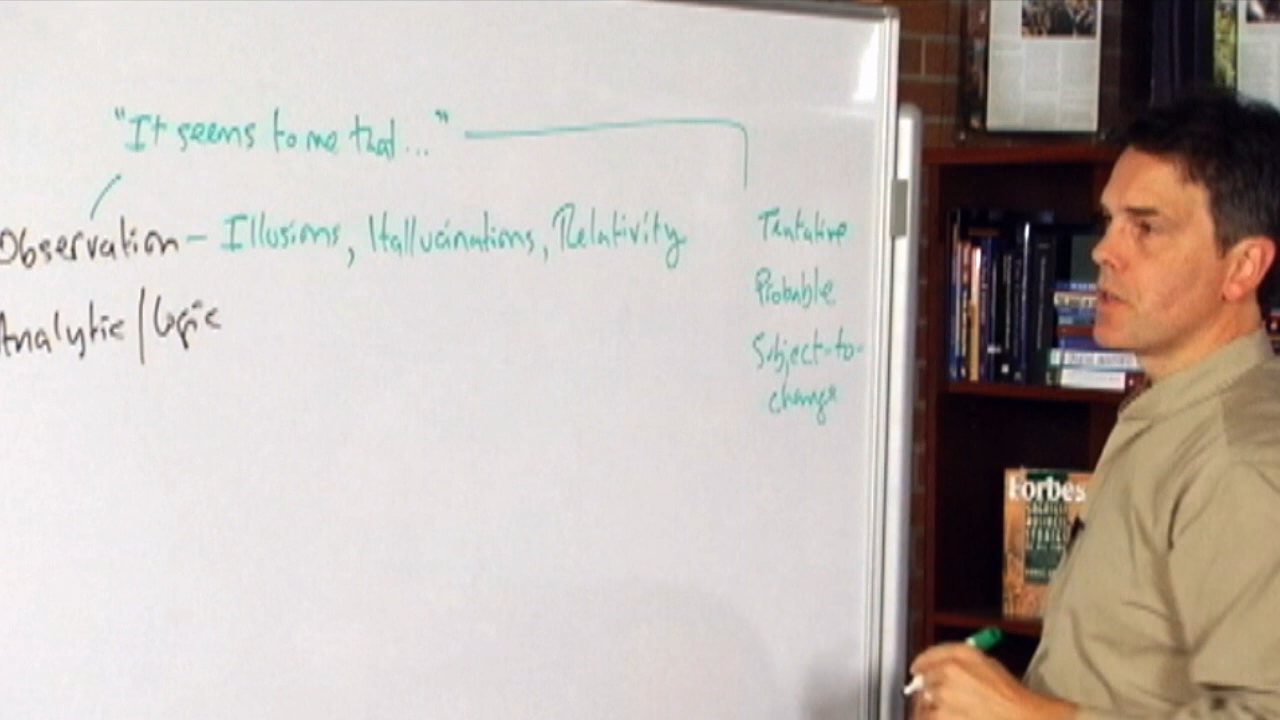 "It seems to me that..."
Observation - Illusions, Hallucinations, Relativity
Analytic/Logic
Tentative
Probable
Subject-to-
change
Forbes